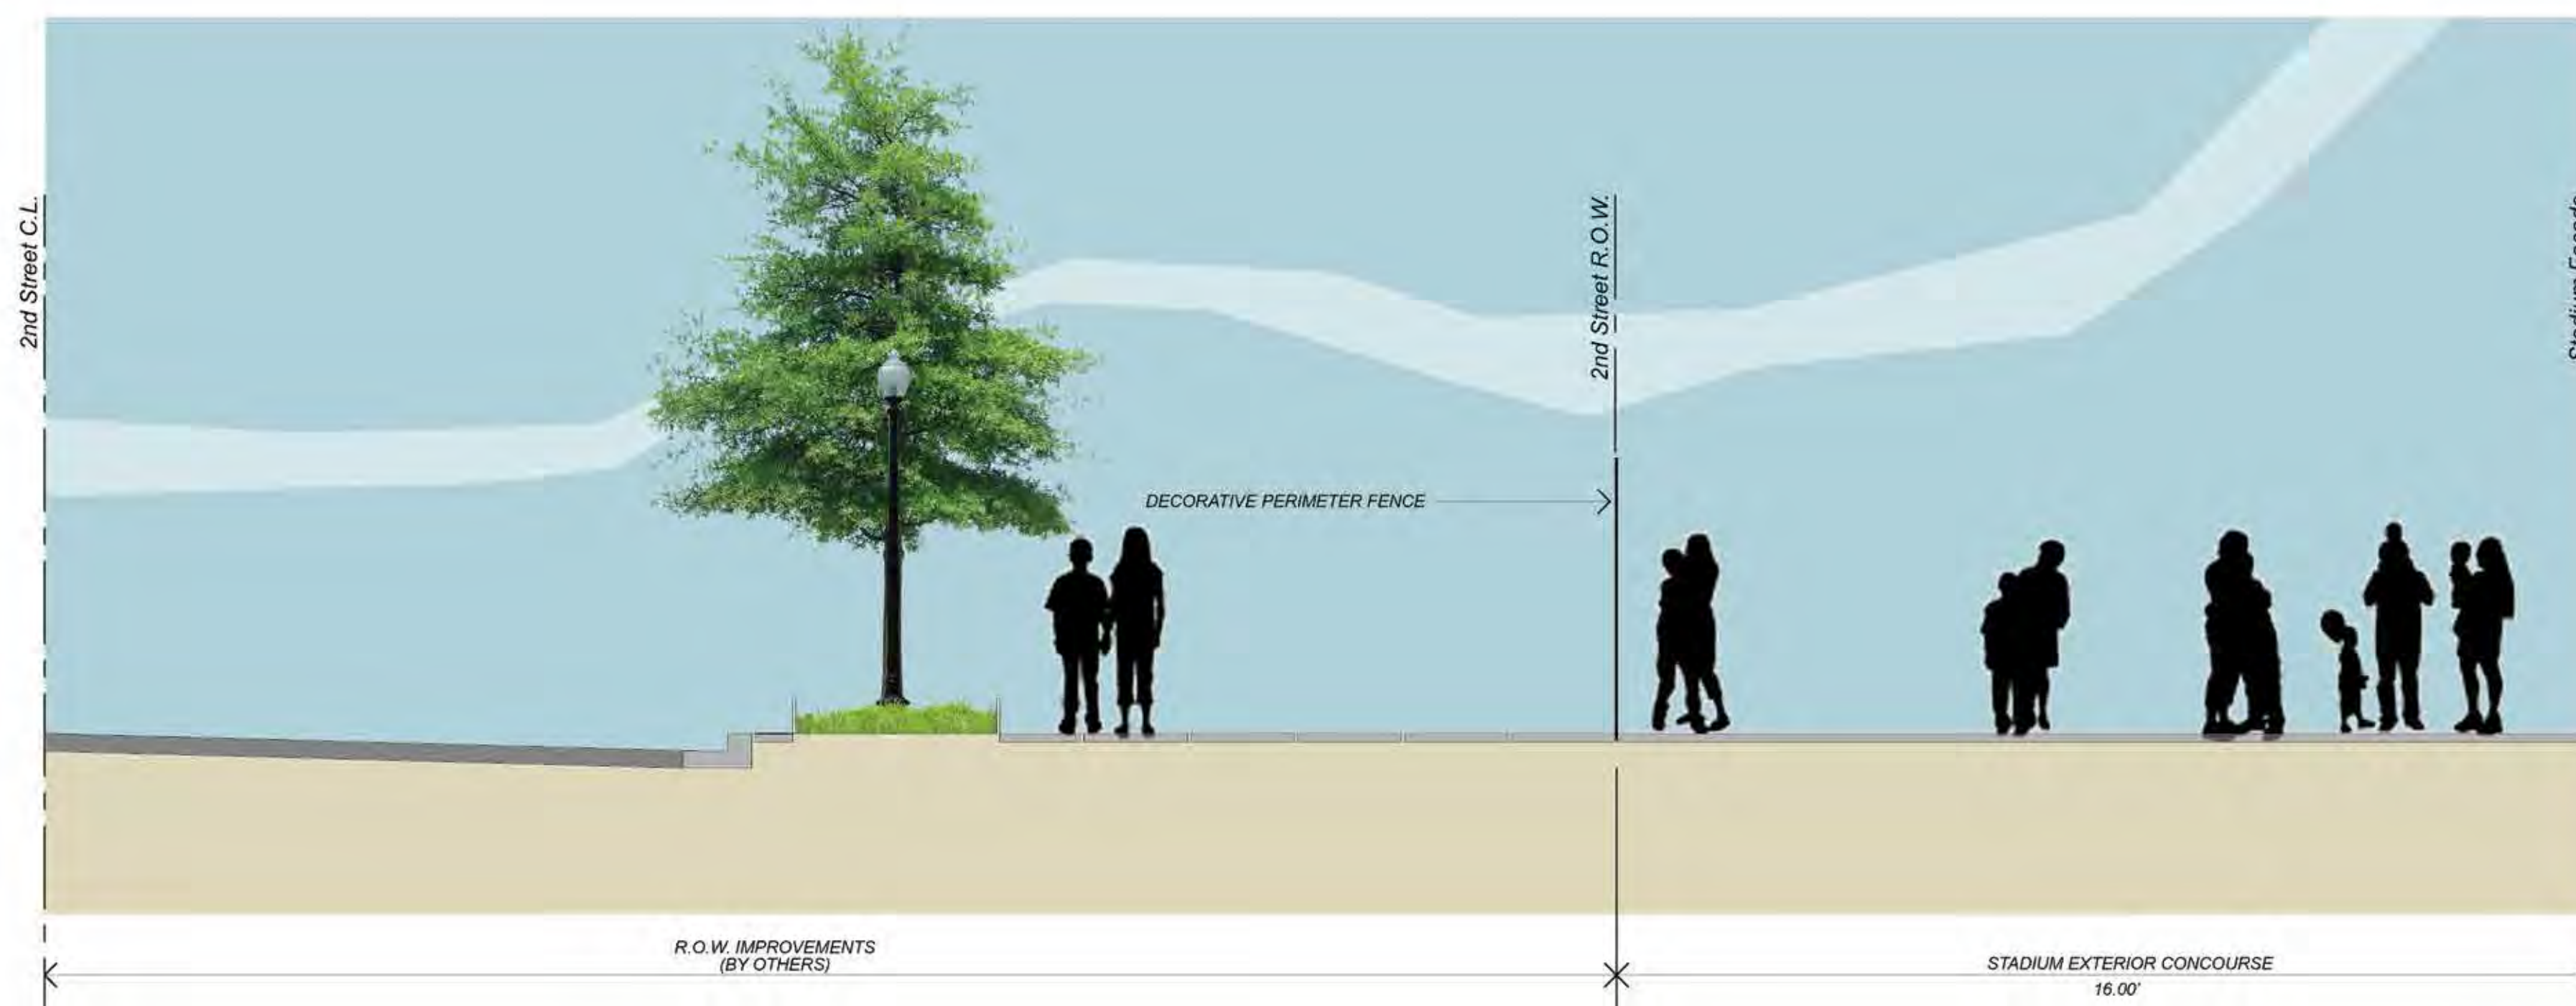 2nd Street C.L.
2nd Street R.O.W.
DECORATIVE PERIMETER FENCE
R.O.W. IMPROVEMENTS
(BY OTHERS)
STADIUM EXTERIOR CONCOURSE
16.00'